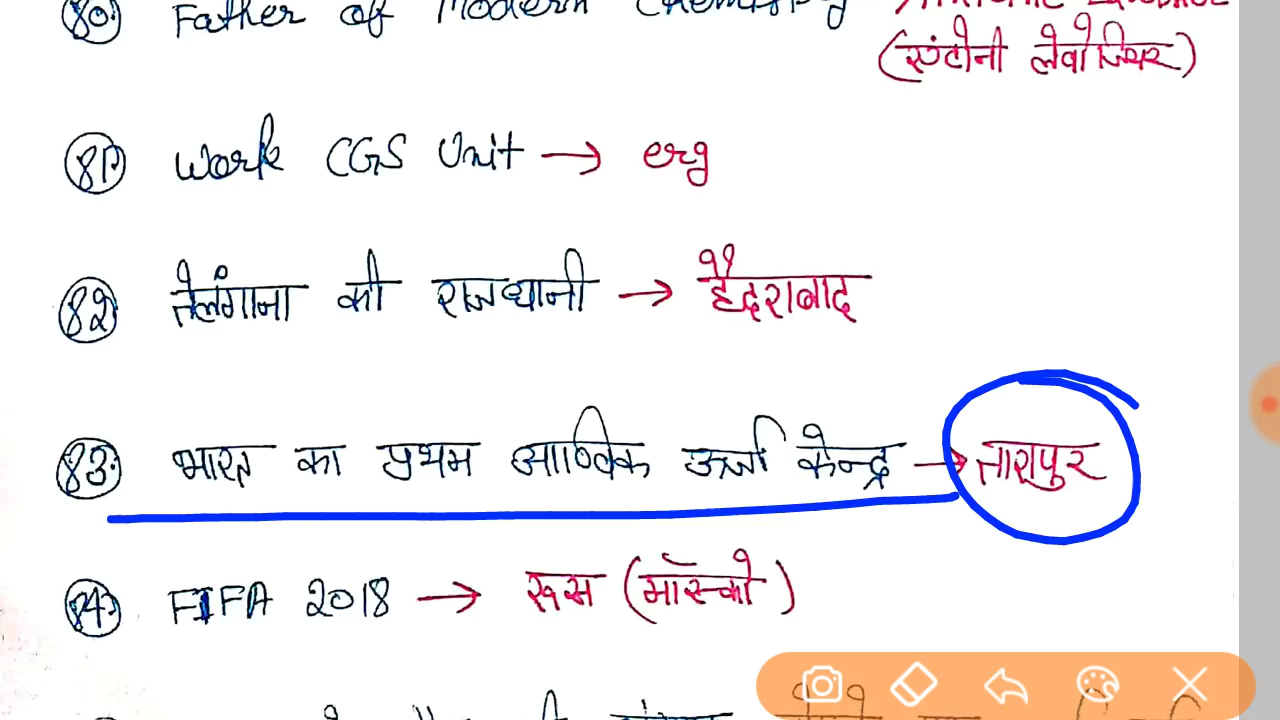 80. Father of Modern Chemistry
(एंटोनी लेवोजियर)
81. Work CGS Unit → erg
82. तेलंगाना की राजधानी → हैदराबाद
83. भारत का प्रथम आण्विक ऊर्जा केन्द्र → तारापुर
84. FIFA 2018 → रूस (मॉस्को)